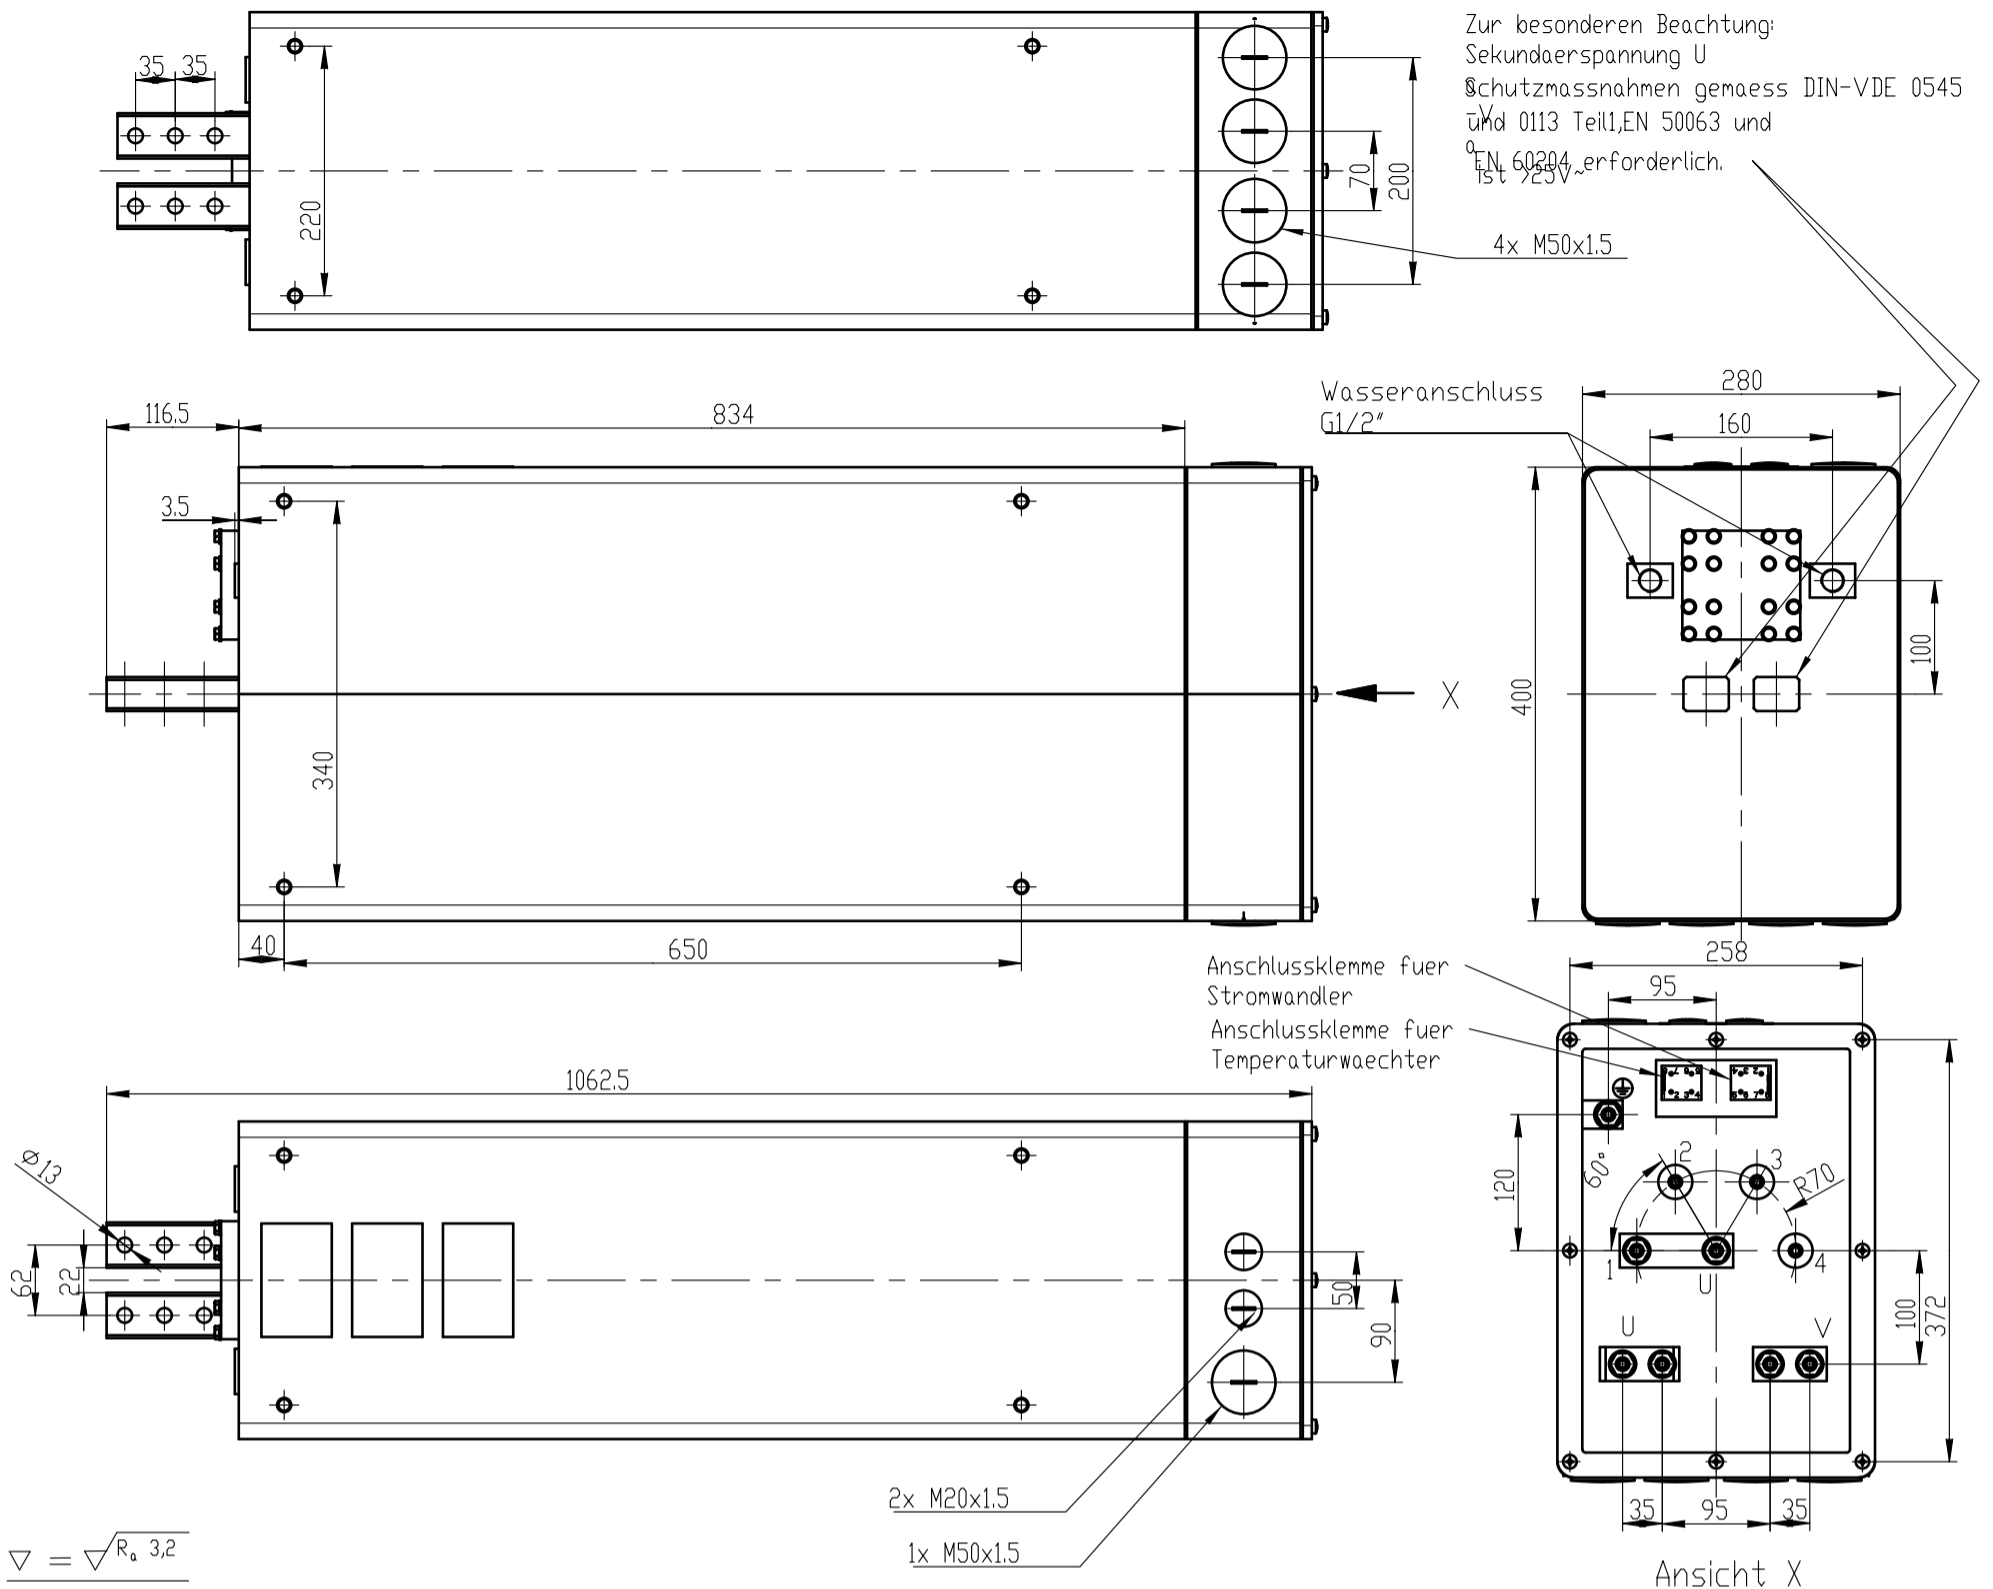 Zur besonderen Beachtung:
Sekundaerspannung U
Schutzmassnahmen gemaess DIN-VDE 0545
und 0113 Teil1,EN 50063 und
EN 60204 erforderlich.
ist >25V~
35 35
220
70
200
4x M50x1.5
116.5
834
3.5
340
40
650
X
Wasseranschluss
G1/2"
280
160
400
100
Anschlussklemme fuer
Stromwandler
Anschlussklemme fuer
Temperaturwaechter
1062.5
⌀13
62
22
50
90
2x M20x1.5
1x M50x1.5
258
95
120
60°
2
3
R70
1
U
4
U
V
100
372
35 95 35
Ansicht X
▽ = ▽ Ra 3,2